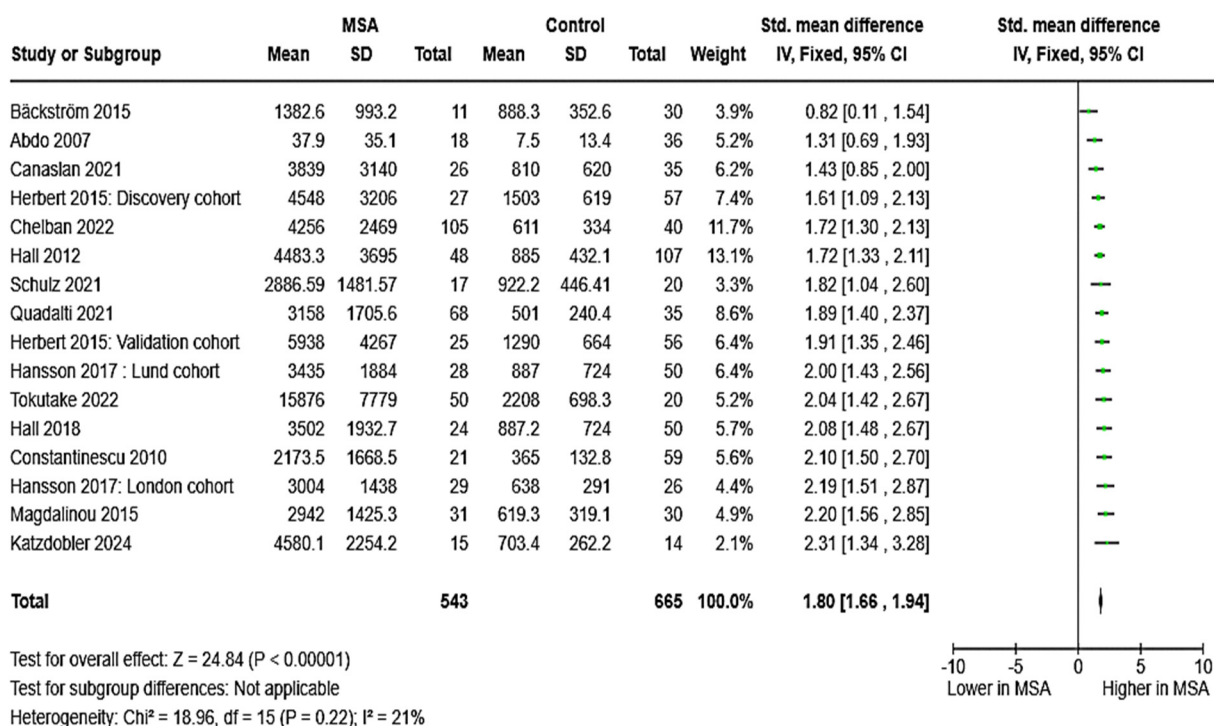 MSA Control Std. mean difference Std. mean difference
Study or Subgroup Mean SD Total Mean SD Total Weight IV, Fixed, 95% CI IV, Fixed, 95% CI
Bäckström 2015 1382.6 993.2 11 888.3 352.6 30 3.9% 0.82 [0.11 , 1.54]
Abdo 2007 37.9 35.1 18 7.5 13.4 36 5.2% 1.31 [0.69 , 1.93]
Canaslan 2021 3839 3140 26 810 620 35 6.2% 1.43 [0.85 , 2.00]
Herbert 2015: Discovery cohort 4548 3206 27 1503 619 57 7.4% 1.61 [1.09 , 2.13]
Chelban 2022 4256 2469 105 611 334 40 11.7% 1.72 [1.30 , 2.13]
Hall 2012 4483.3 3695 48 885 432.1 107 13.1% 1.72 [1.33 , 2.11]
Schulz 2021 2886.59 1481.57 17 922.2 446.41 20 3.3% 1.82 [1.04 , 2.60]
Quadalti 2021 3158 1705.6 68 501 240.4 35 8.6% 1.89 [1.40 , 2.37]
Herbert 2015: Validation cohort 5938 4267 25 1290 664 56 6.4% 1.91 [1.35 , 2.46]
Hansson 2017 : Lund cohort 3435 1884 28 887 724 50 6.4% 2.00 [1.43 , 2.56]
Tokutake 2022 15876 7779 50 2208 698.3 20 5.2% 2.04 [1.42 , 2.67]
Hall 2018 3502 1932.7 24 887.2 724 50 5.7% 2.08 [1.48 , 2.67]
Constantinescu 2010 2173.5 1668.5 21 365 132.8 59 5.6% 2.10 [1.50 , 2.70]
Hansson 2017: London cohort 3004 1438 29 638 291 26 4.4% 2.19 [1.51 , 2.87]
Magdalinou 2015 2942 1425.3 31 619.3 319.1 30 4.9% 2.20 [1.56 , 2.85]
Katzdobler 2024 4580.1 2254.2 15 703.4 262.2 14 2.1% 2.31 [1.34 , 3.28]
Total 543 665 100.0% 1.80 [1.66 , 1.94]
Test for overall effect: Z = 24.84 (P < 0.00001)
Test for subgroup differences: Not applicable
Heterogeneity: Chi² = 18.96, df = 15 (P = 0.22); I² = 21%
-10 -5 0 5 10
Lower in MSA Higher in MSA